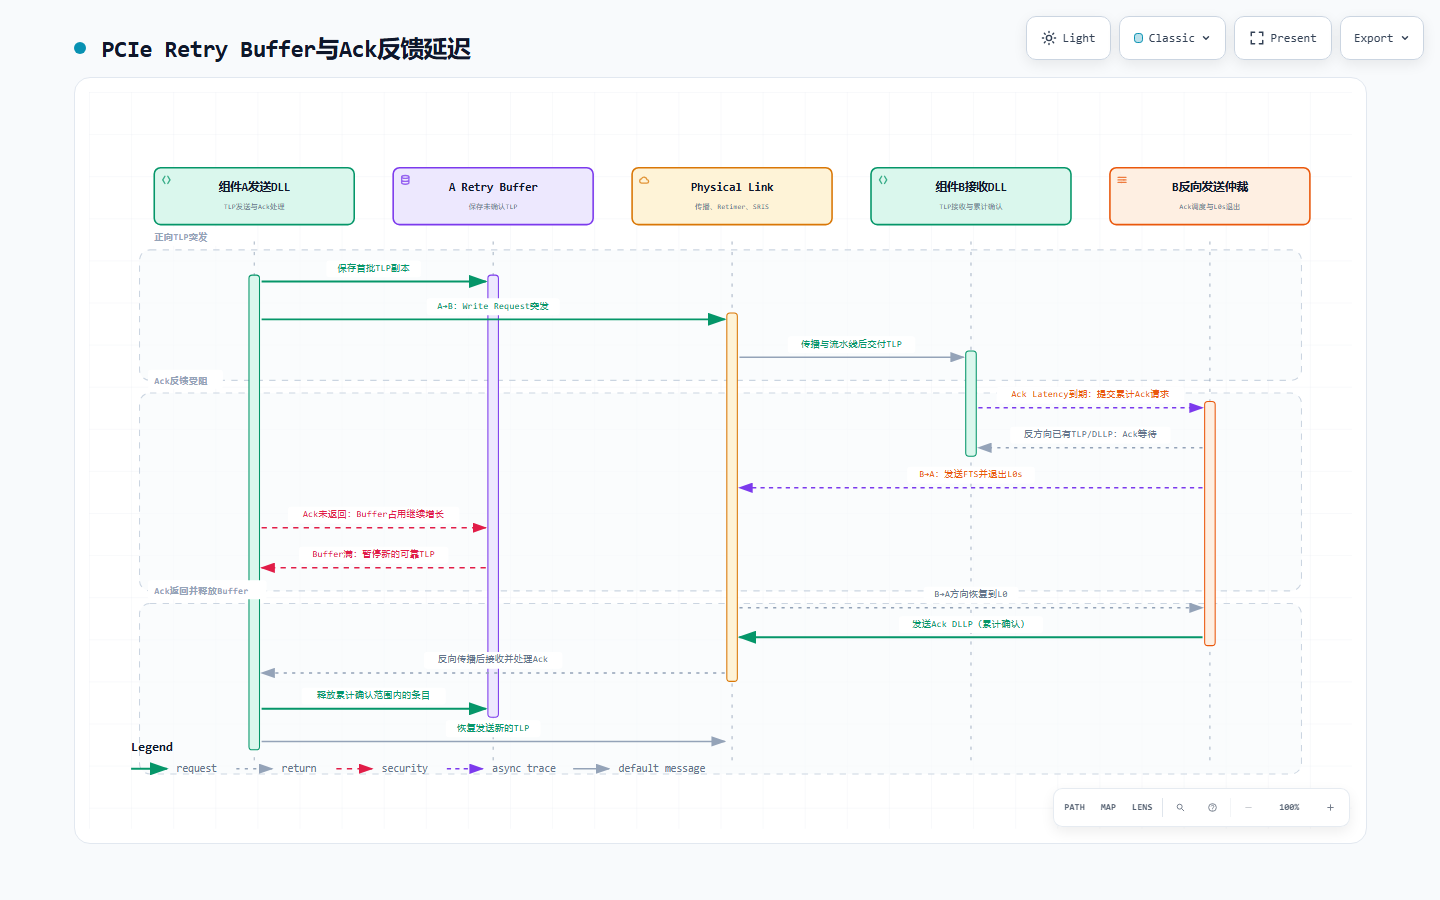 PCIe Retry Buffer与Ack反馈延迟
Light
Classic
Present
Export
组件A发送DLL
TLP发送与Ack处理
A Retry Buffer
保存未确认TLP
Physical Link
传播、Retimer、SRIS
组件B接收DLL
TLP接收与累计确认
B反向发送仲裁
Ack调度与L0s退出
正向TLP突发
保存首批TLP副本
A→B: Write Request突发
传播与流水线后交付TLP
Ack反馈受阻
Ack Latency到期: 提交累计Ack请求
反方向已有TLP/DLLP: Ack等待
B→A: 发送FTS并退出L0s
Ack未返回: Buffer占用继续增长
Buffer满: 暂停新的可靠TLP
Ack返回并释放Buffer
B→A方向恢复到L0
发送Ack DLLP (累计确认)
反向传播后接收并处理Ack
释放累计确认范围内的条目
恢复发送新的TLP
Legend
request
return
security
async trace
default message
PATH
MAP
LENS
100%